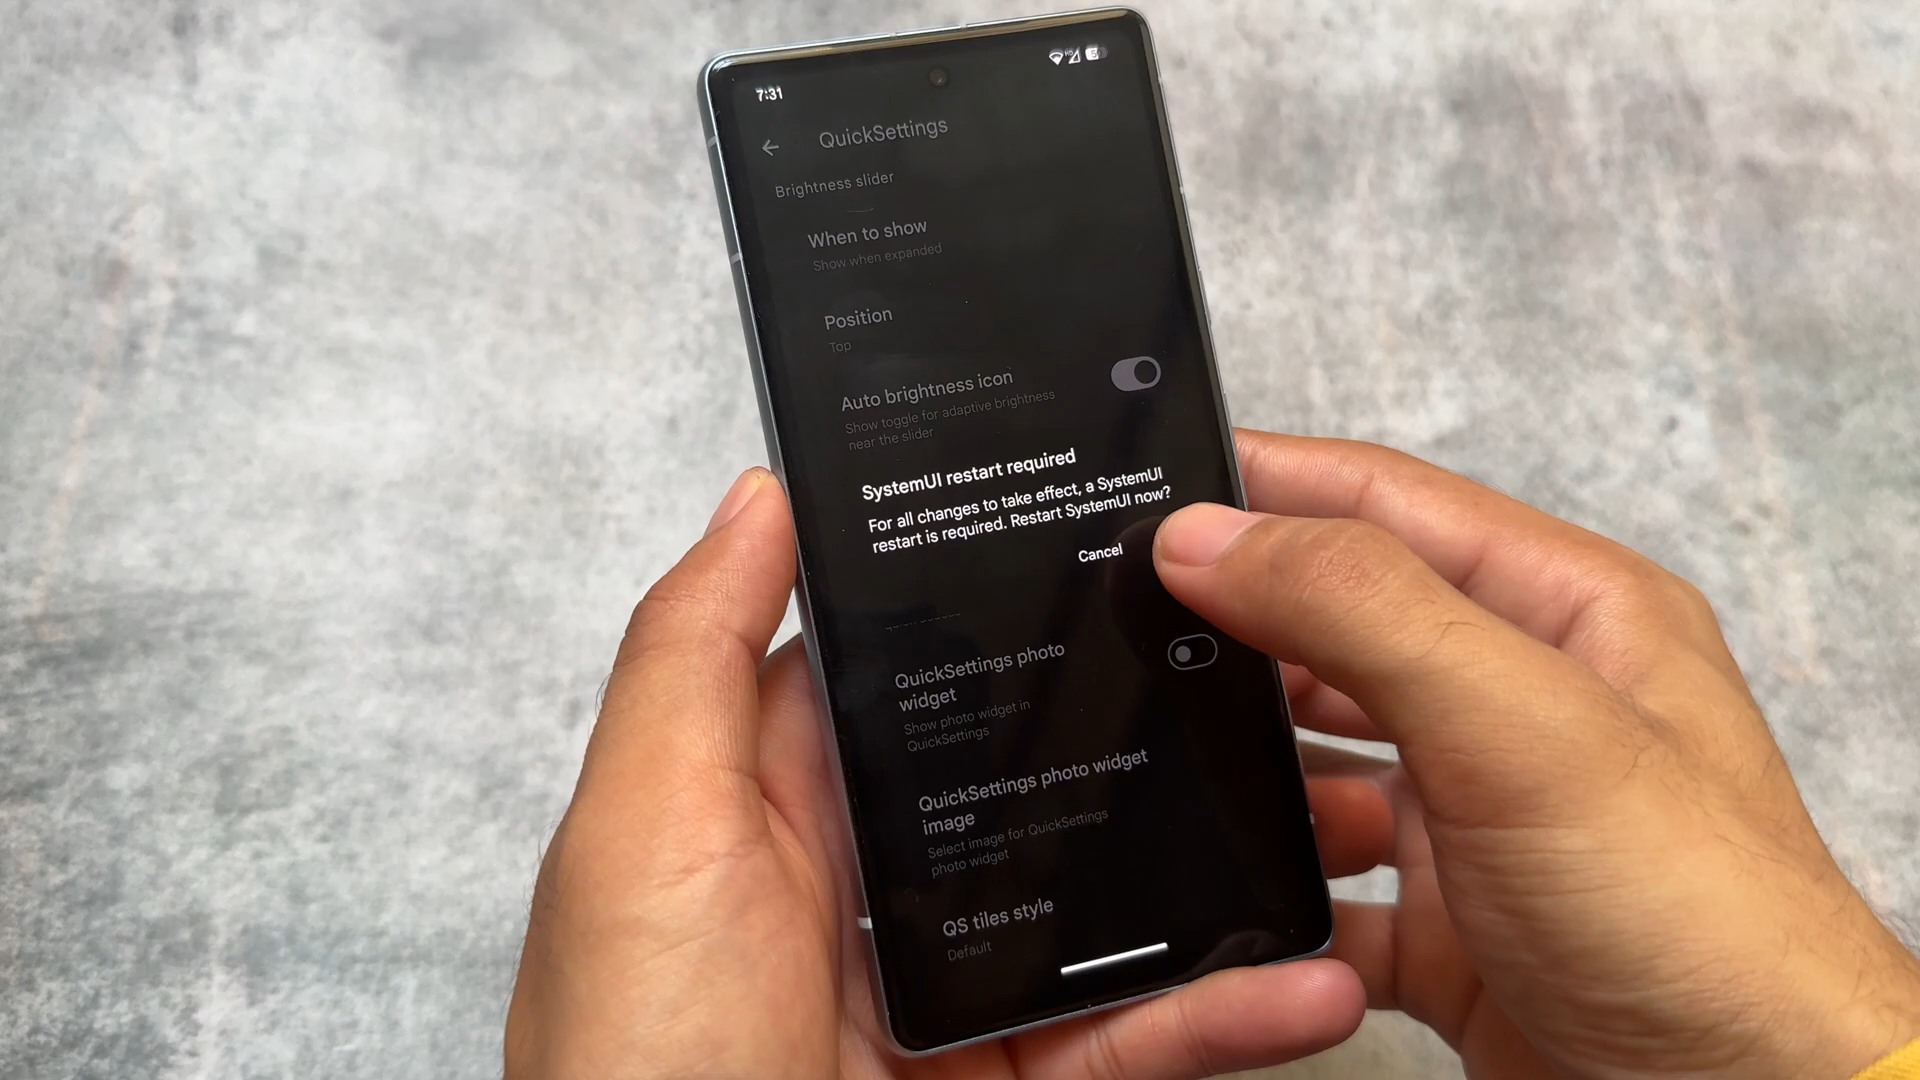 7:31
QuickSettings
Brightness slider
When to show
Show when expanded
Position
Top
Auto brightness icon
Show toggle for adaptive brightness
near the slider
SystemUI restart required
For all changes to take effect, a SystemUI
restart is required. Restart SystemUI now?
Cancel
QuickSettings photo
widget
Show photo widget in
QuickSettings
QuickSettings photo widget
image
Select image for QuickSettings
photo widget
QS tiles style
Default